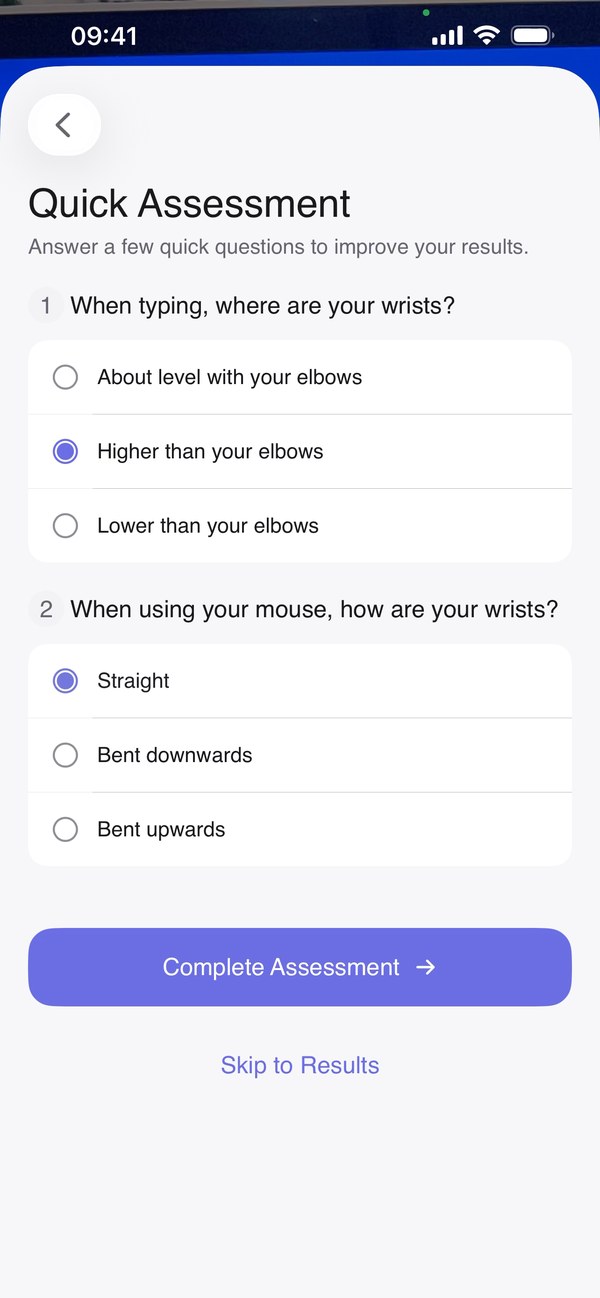 09:41
Quick Assessment
Answer a few quick questions to improve your results.
1 When typing, where are your wrists?
About level with your elbows
Higher than your elbows
Lower than your elbows
2 When using your mouse, how are your wrists?
Straight
Bent downwards
Bent upwards
Complete Assessment →
Skip to Results